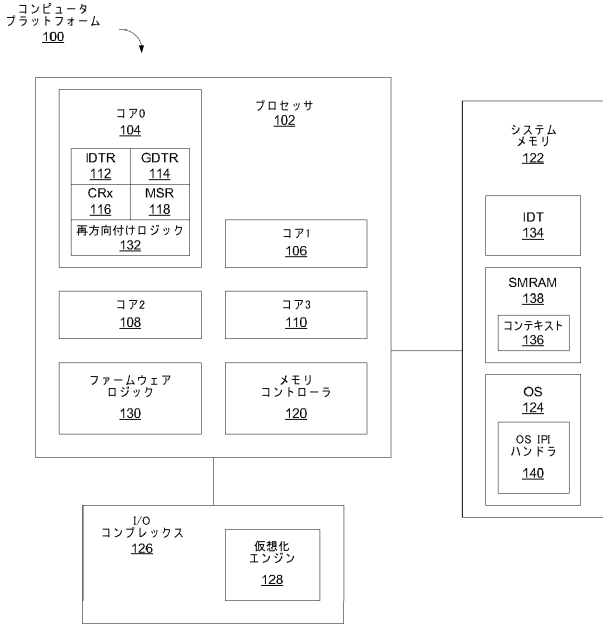 コンピュータ
プラットフォーム
100
コア0
104
プロセッサ
102
IDTR
112
GDTR
114
CRx
116
MSR
118
再方向付けロジック
132
コア1
106
コア2
108
コア3
110
ファームウェア
ロジック
130
メモリ
コントローラ
120
システム
メモリ
122
IDT
134
SMRAM
138
コンテキスト
136
OS
124
OS IPI
ハンドラ
140
I/O
コンプレックス
126
仮想化
エンジン
128